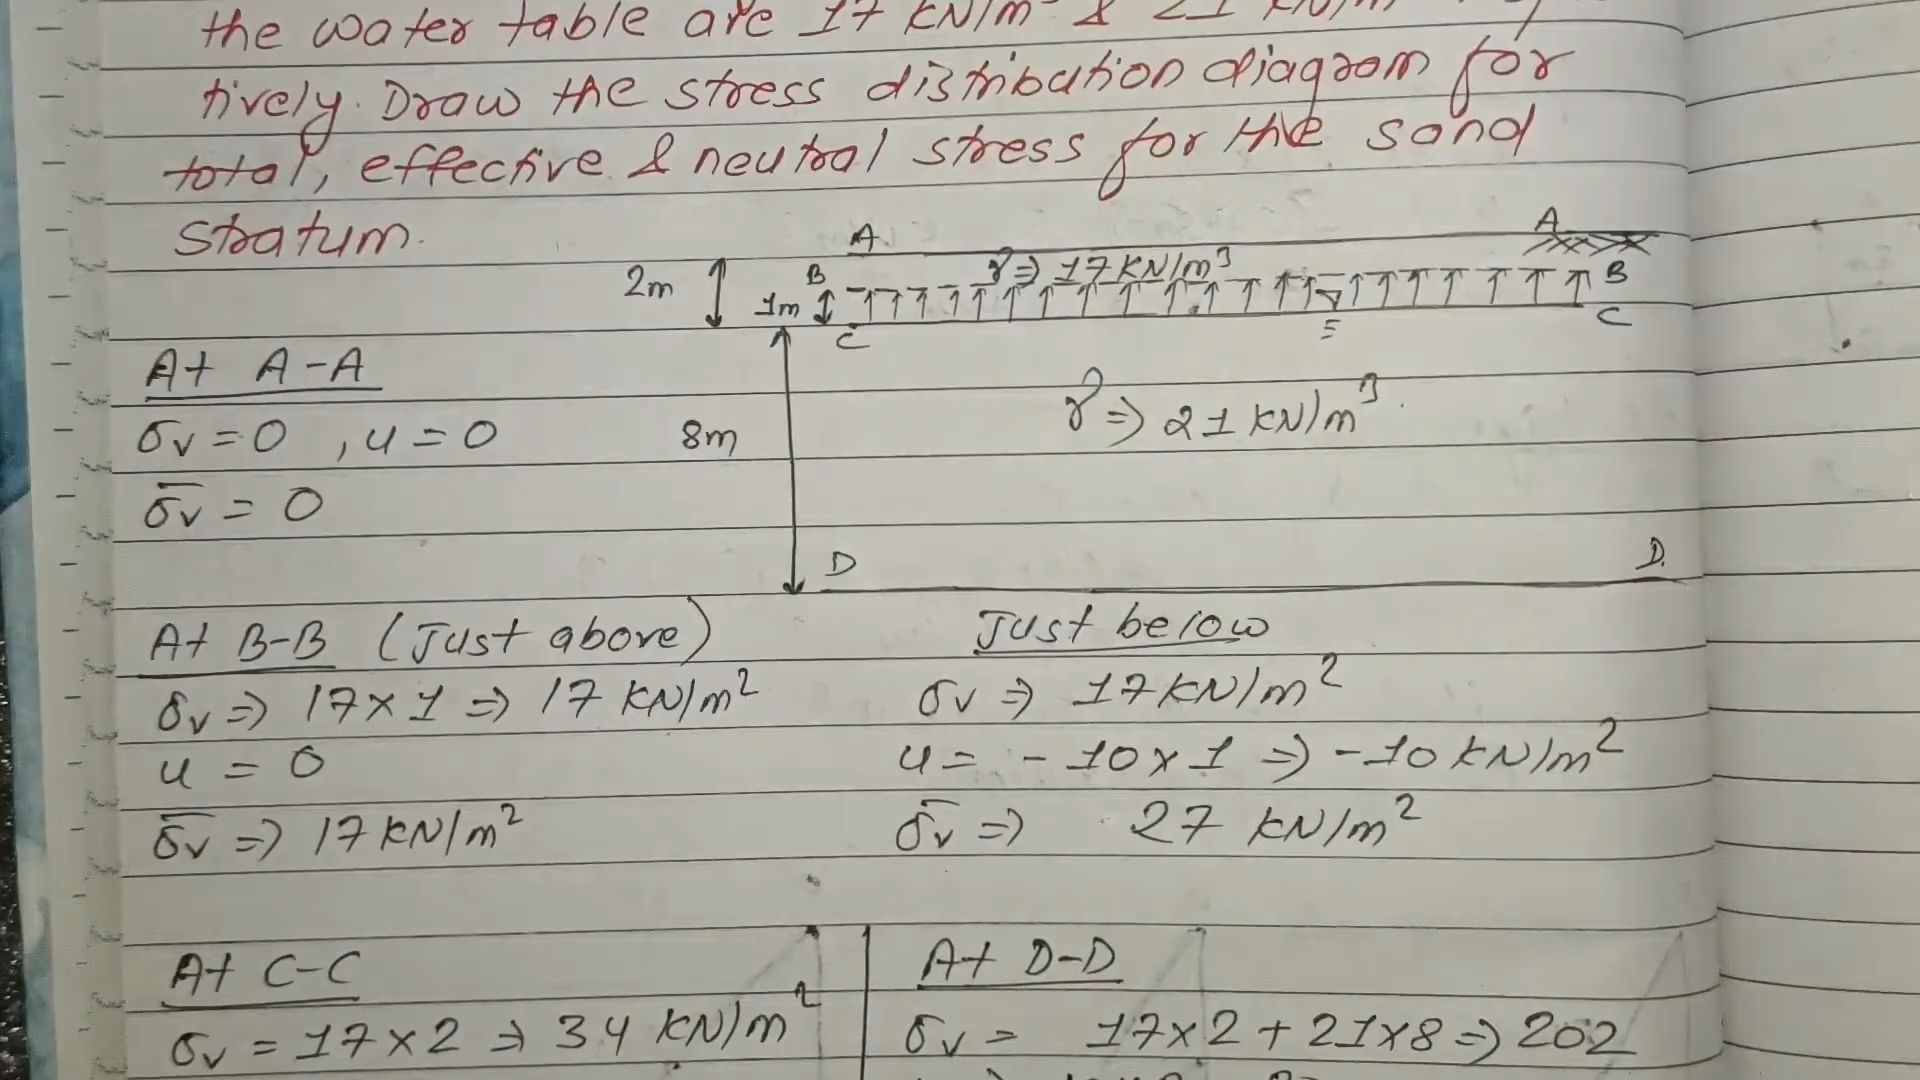 the water table are 17 KN/m &
tively. Draw the stress distribution diagram for
total, effective & neutral stress for the sand
stratum.
A
A
2m
B
γ ⇒ 17 KN/m³
B
1m
C
C
At A-A
γ ⇒ 21 KN/m³.
σv = 0 , u = 0
8m
σ̅v = 0
D
D.
At B-B (Just above)
Just below
σv ⇒ 17 x 1 ⇒ 17 KN/m²
σv ⇒ 17 KN/m²
u = 0
u = - 10 x 1 ⇒ -10 KN/m²
σ̅v ⇒ 17 KN/m²
σ̅v ⇒ 27 KN/m²
At C-C
At D-D
σv = 17 x 2 ⇒ 34 KN/m²
σv = 17 x 2 + 21 x 8 ⇒ 202